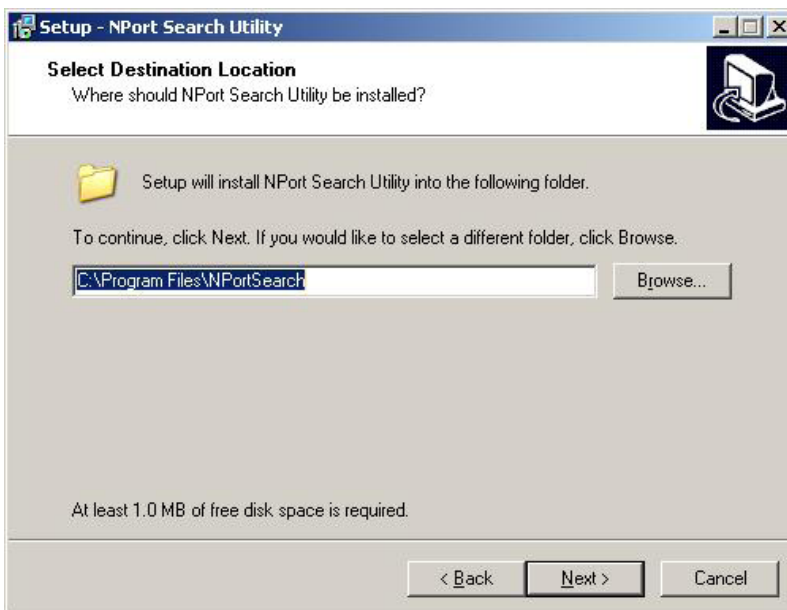 Setup - NPort Search Utility
Select Destination Location
Where should NPort Search Utility be installed?
Setup will install NPort Search Utility into the following folder.
To continue, click Next. If you would like to select a different folder, click Browse.
C:\Program Files\NPortSearch
Browse...
At least 1.0 MB of free disk space is required.
< Back
Next >
Cancel